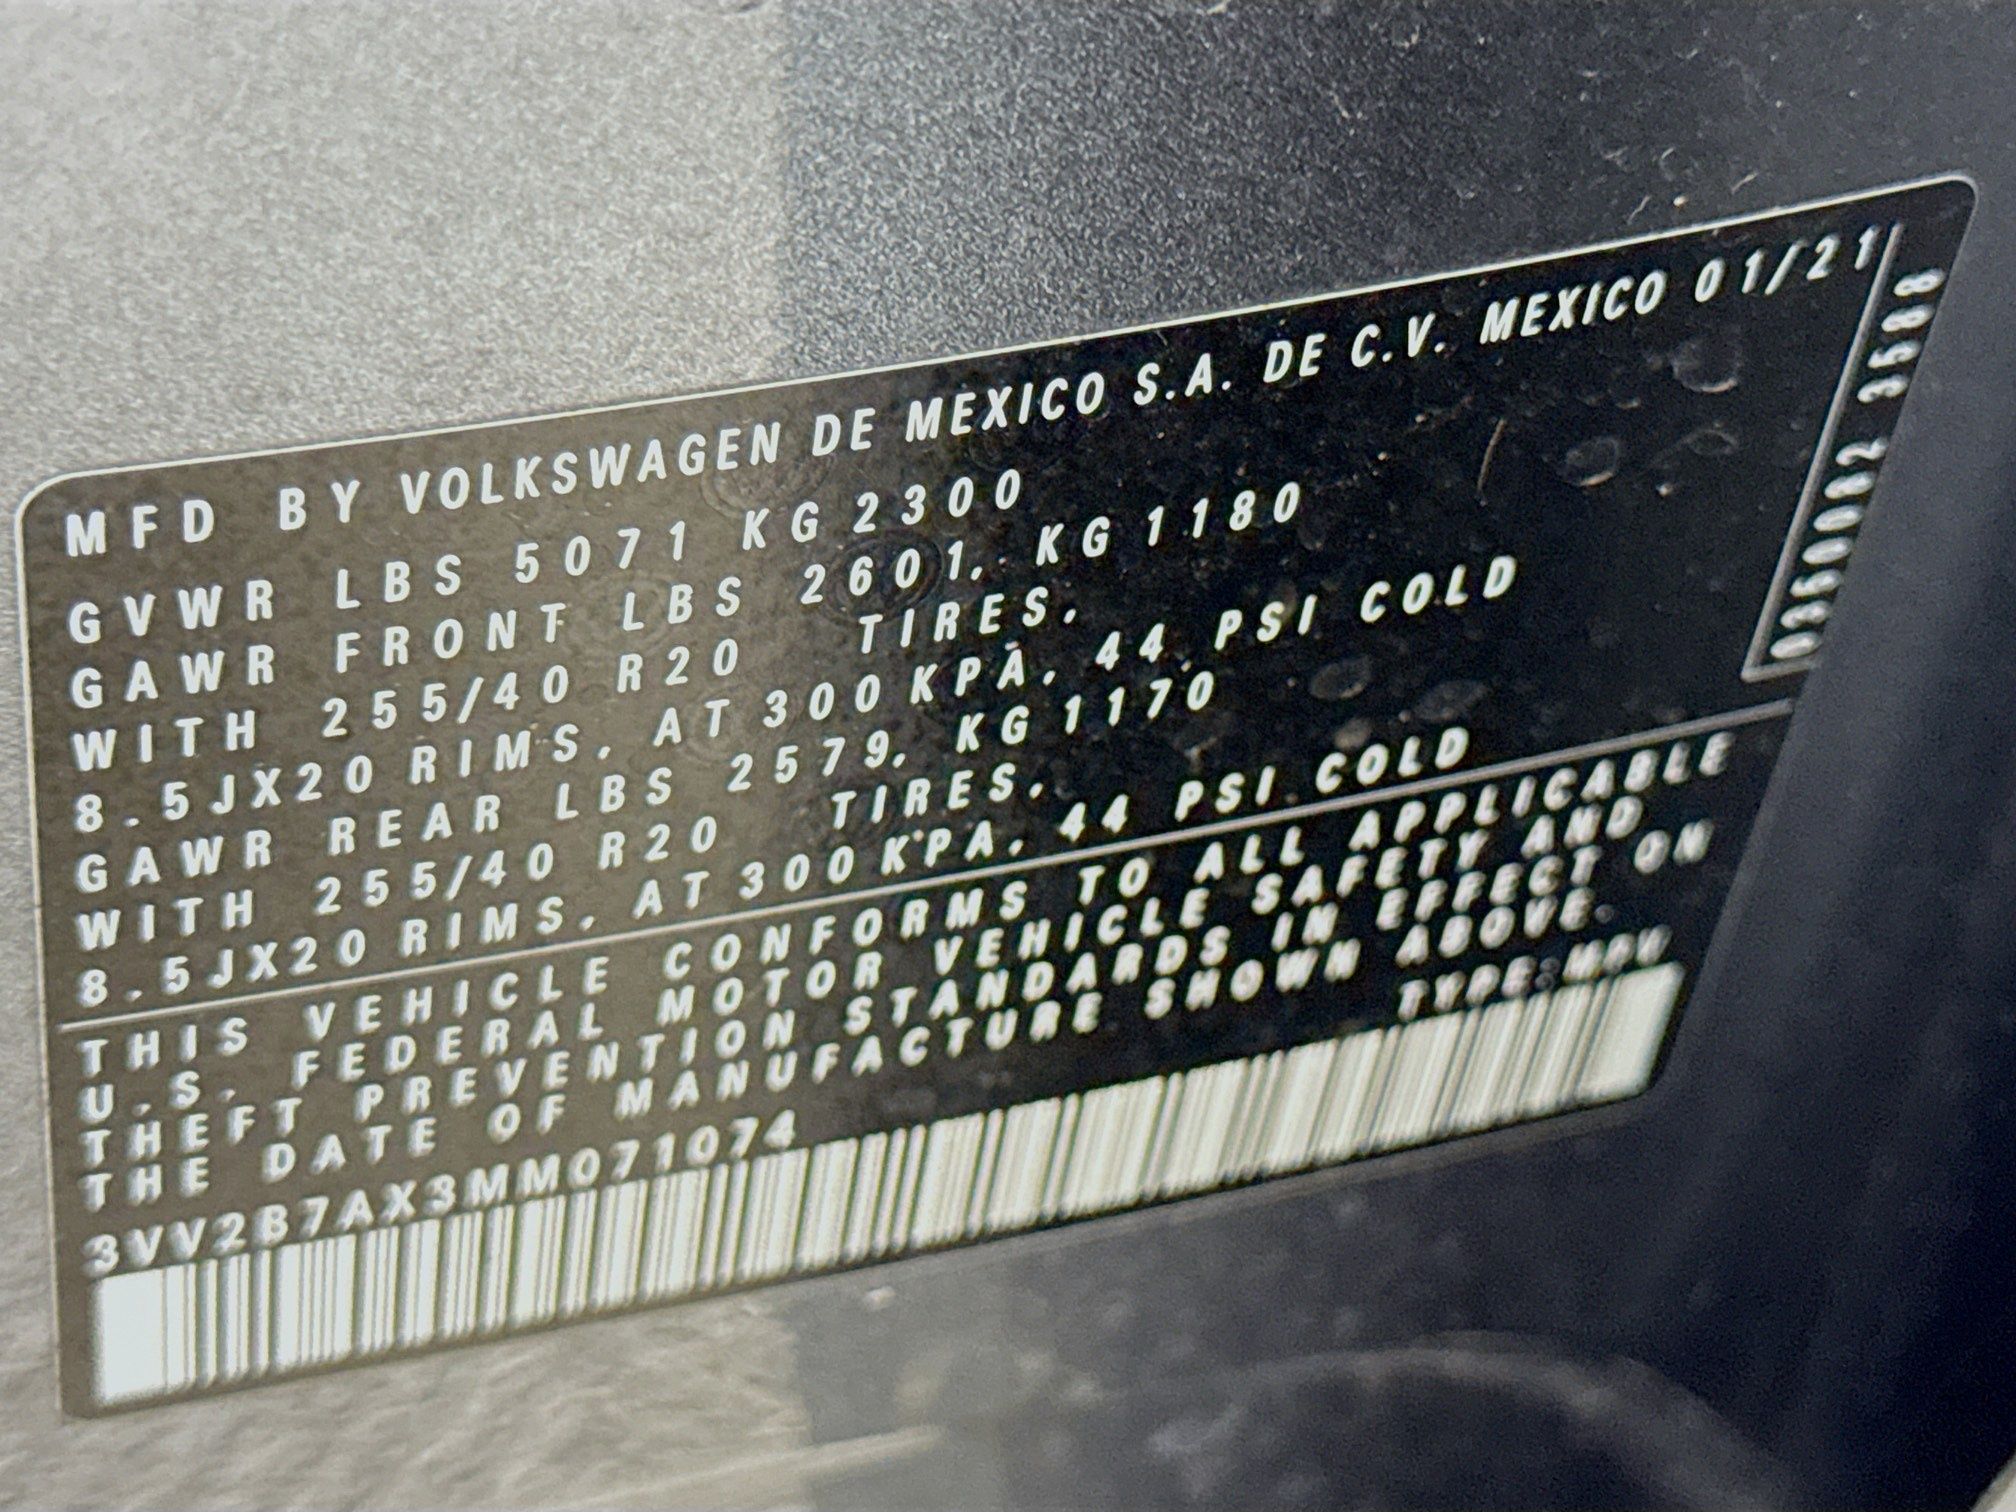 MFD BY VOLKSWAGEN DE MEXICO S.A. DE C.V. MEXICO 01/21
GVWR LBS 5071 KG 2300
GAWR FRONT LBS 2601, KG 1180
WITH 255/40 R20 TIRES,
8.5JX20 RIMS, AT 300 KPA, 44 PSI COLD
GAWR REAR LBS 2579, KG 1170
WITH 255/40 R20 TIRES,
8.5JX20 RIMS, AT 300 KPA, 44 PSI COLD
THIS VEHICLE CONFORMS TO ALL APPLICABLE
U.S. FEDERAL MOTOR VEHICLE SAFETY AND
THEFT PREVENTION STANDARDS IN EFFECT ON
THE DATE OF MANUFACTURE SHOWN ABOVE.
3VV2B7AX3MM071074 TYPE: MPV